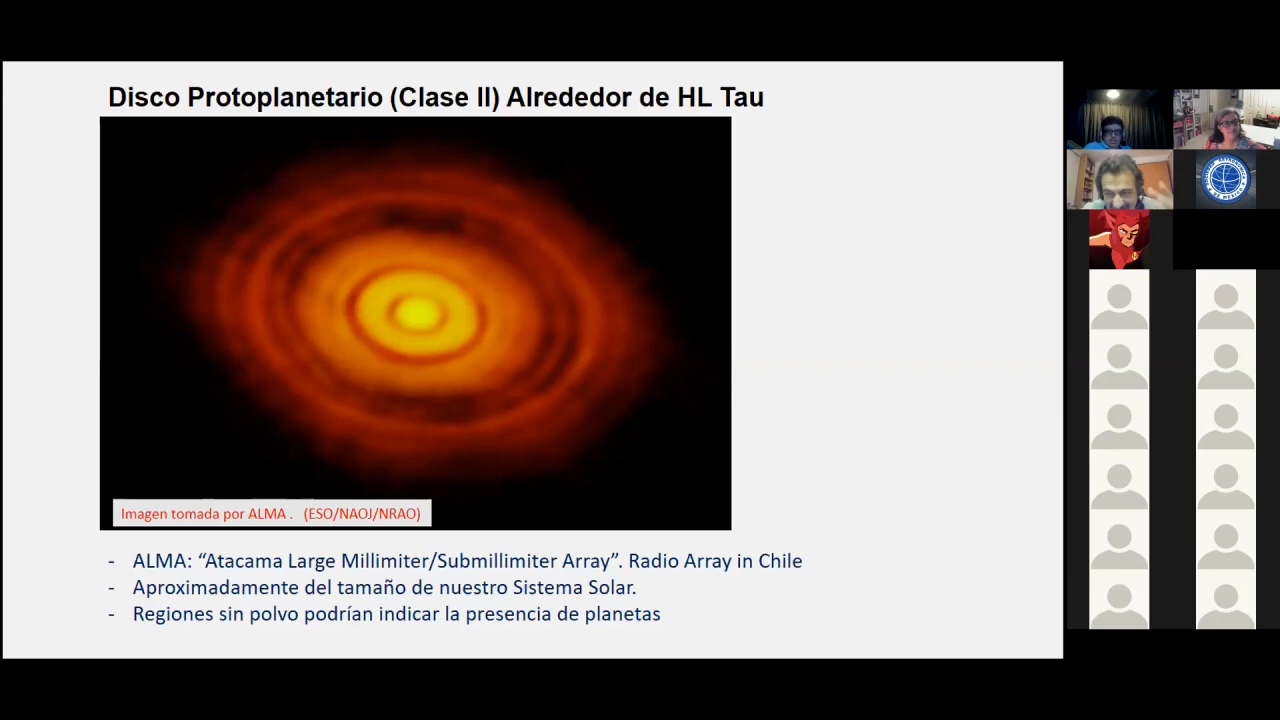 Disco Protoplanetario (Clase II) Alrededor de HL Tau
Imagen tomada por ALMA . (ESO/NAOJ/NRAO)
- ALMA: “Atacama Large Millimiter/Submillimiter Array”. Radio Array in Chile
- Aproximadamente del tamaño de nuestro Sistema Solar.
- Regiones sin polvo podrían indicar la presencia de planetas
DE MEXICO